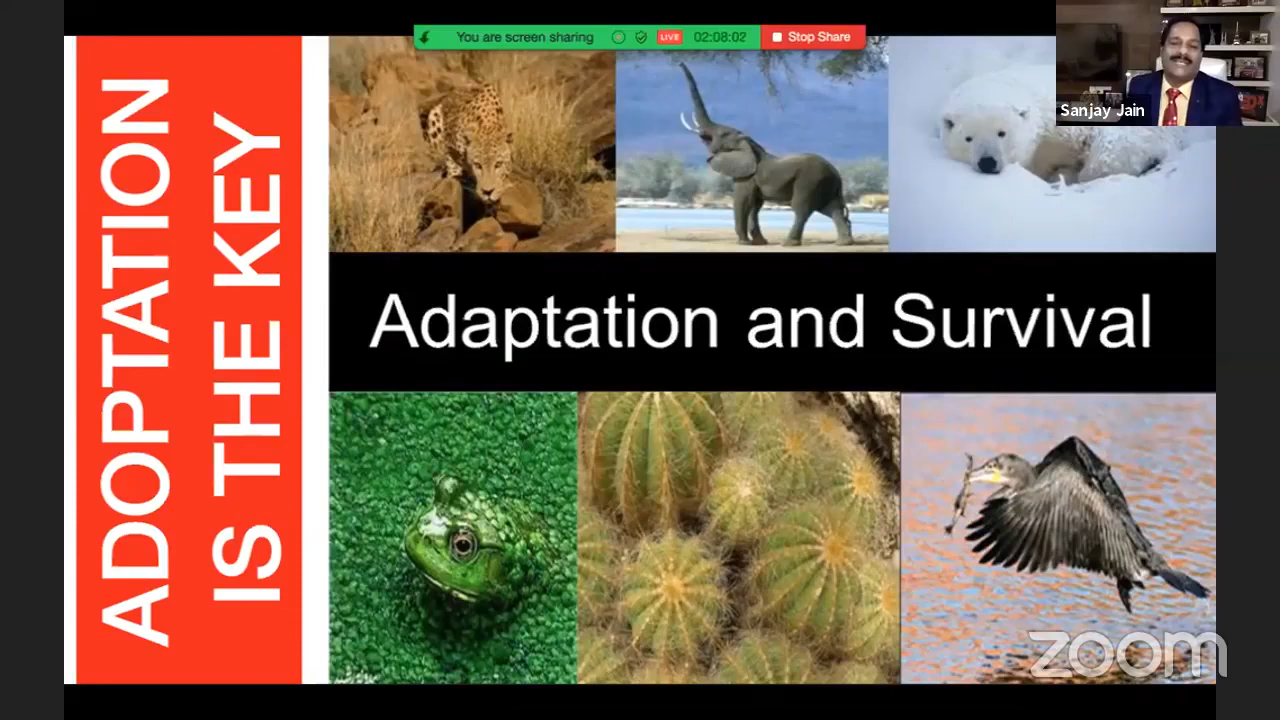 You are screen sharing
LIVE
02:08:02
Stop Share
Sanjay Jain
ADOPTATION
IS THE KEY
Adaptation and Survival
zoom